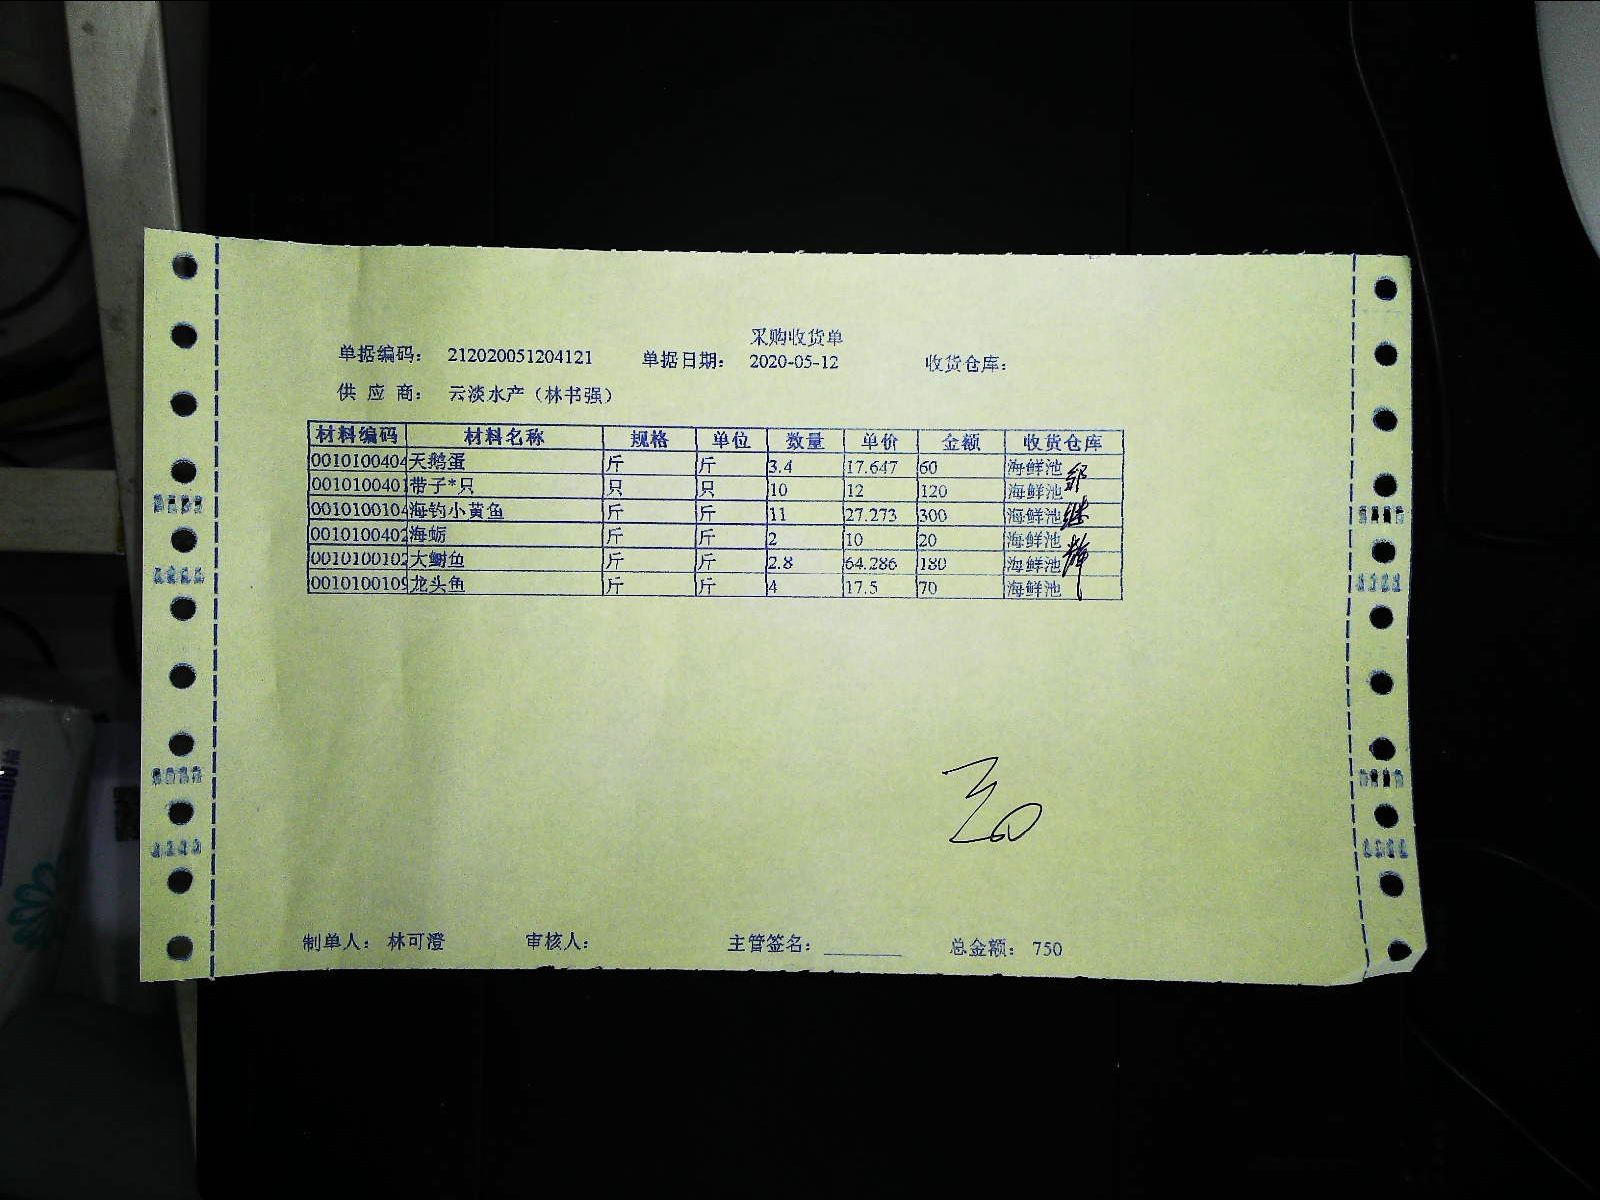 采购收货单
单据编码： 212020051204121 单据日期： 2020-05-12 收货仓库：
供 应 商： 云淡水产（林书强）
材料编码 材料名称 规格 单位 数量 单价 金额 收货仓库
0010100404 天鹅蛋 斤 斤 3.4 17.647 60 海鲜池
0010100401 带子*只 只 只 10 12 120 海鲜池
0010100104 海钓小黄鱼 斤 斤 11 27.273 300 海鲜池
0010100402 海蛎 斤 斤 2 10 20 海鲜池
0010100102 大鲥鱼 斤 斤 2.8 64.286 180 海鲜池
0010100109 龙头鱼 斤 斤 4 17.5 70 海鲜池
制单人： 林可澄 审核人： 主管签名：________ 总金额： 750